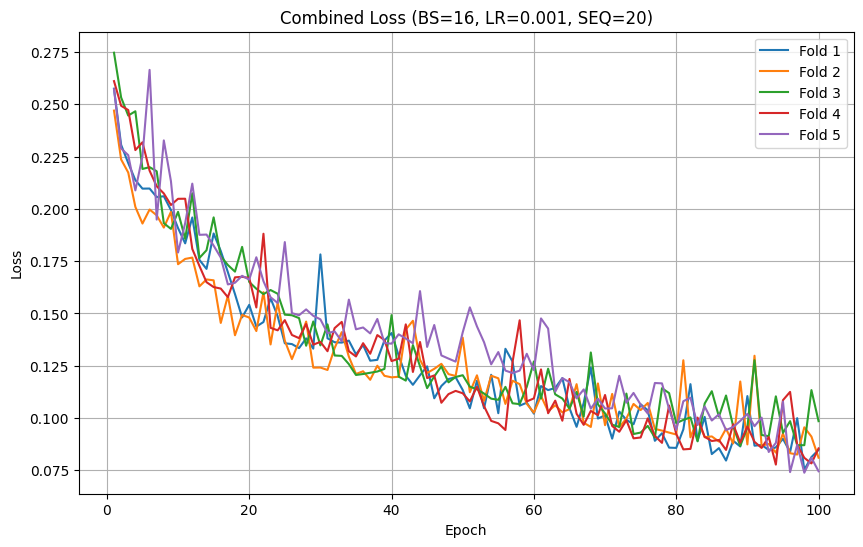 Combined Loss (BS=16, LR=0.001, SEQ=20)
Fold 1
Fold 2
Fold 3
Fold 4
Fold 5
Loss
0.275
0.250
0.225
0.200
0.175
0.150
0.125
0.100
0.075
0 20 40 60 80 100
Epoch